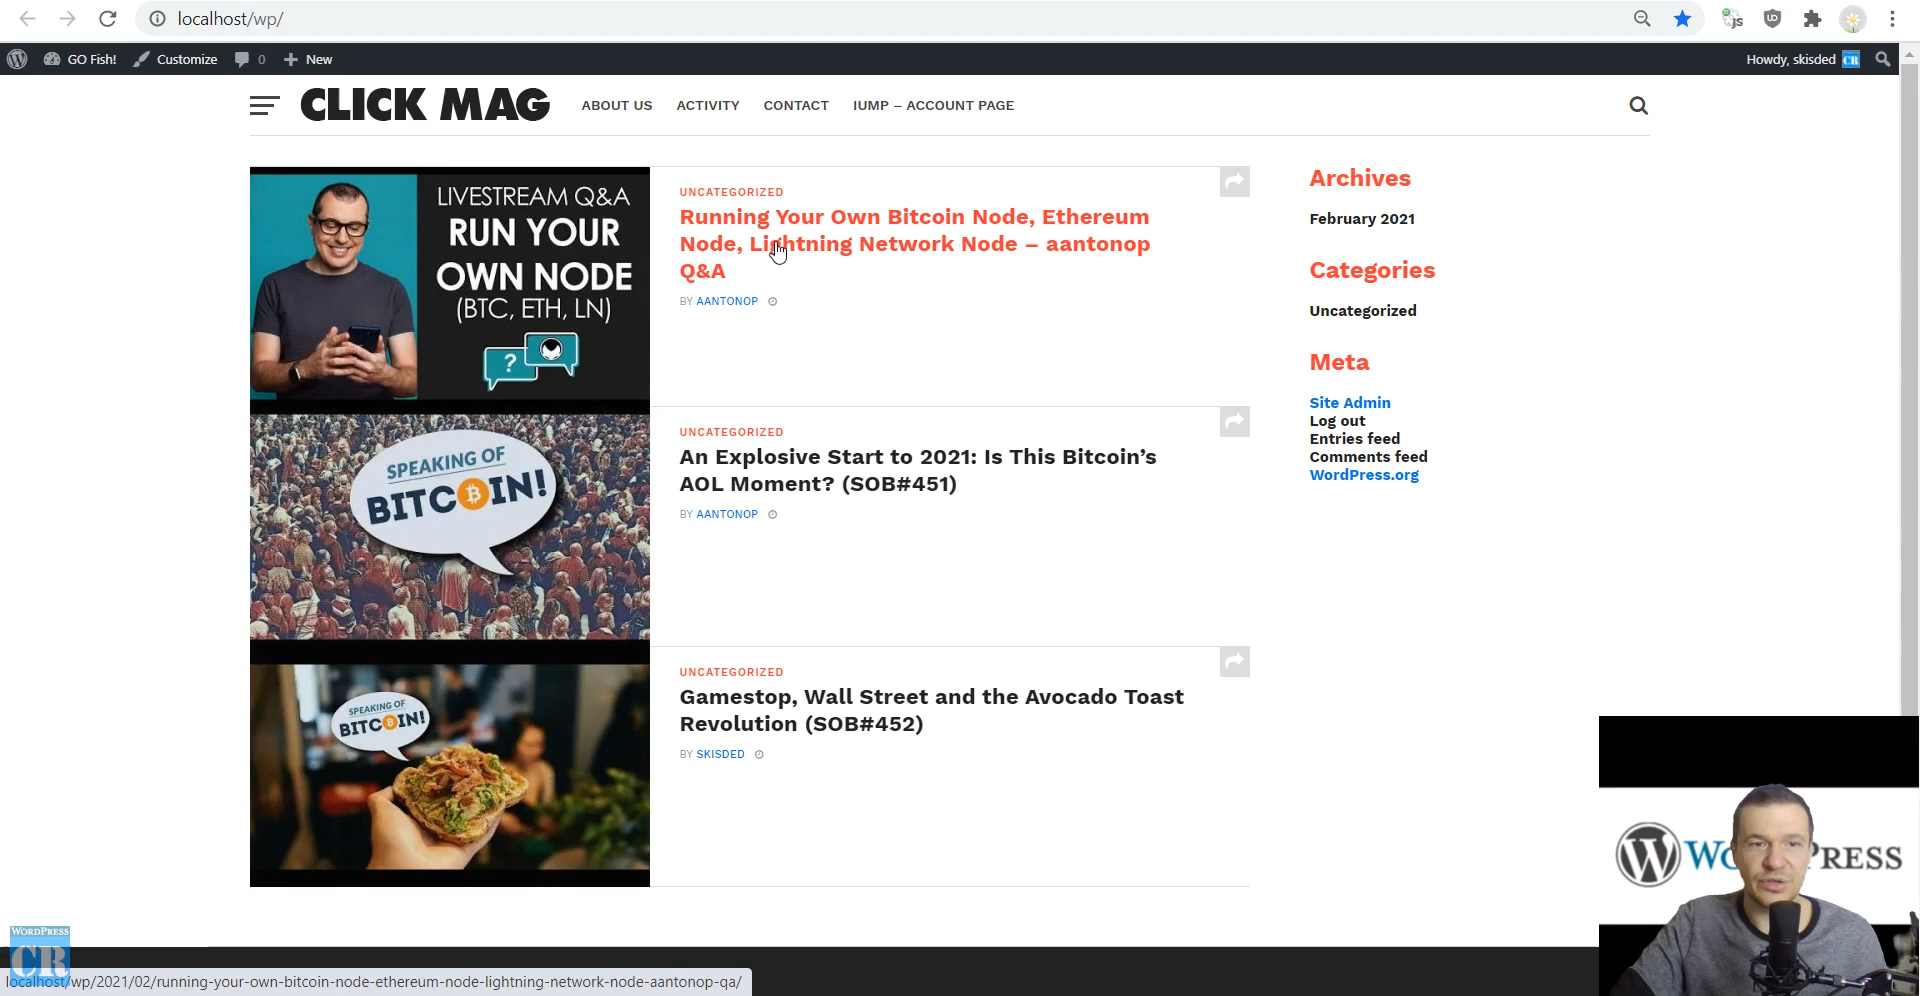 localhost/wp/
GO Fish!
Customize
0
New
Howdy, skisded
CR
CLICK MAG
ABOUT US
ACTIVITY
CONTACT
IUMP – ACCOUNT PAGE
LIVESTREAM Q&A
RUN YOUR
OWN NODE
(BTC, ETH, LN)
?
UNCATEGORIZED
Running Your Own Bitcoin Node, Ethereum
Node, Lightning Network Node – aantonop
Q&A
BY AANTONOP
SPEAKING OF
BITCOIN!
UNCATEGORIZED
An Explosive Start to 2021: Is This Bitcoin’s
AOL Moment? (SOB#451)
BY AANTONOP
SPEAKING OF
BITCOIN!
UNCATEGORIZED
Gamestop, Wall Street and the Avocado Toast
Revolution (SOB#452)
BY SKISDED
Archives
February 2021
Categories
Uncategorized
Meta
Site Admin
Log out
Entries feed
Comments feed
WordPress.org
WORDPRESS
CR
localhost/wp/2021/02/running-your-own-bitcoin-node-ethereum-node-lightning-network-node-aantonop-qa/